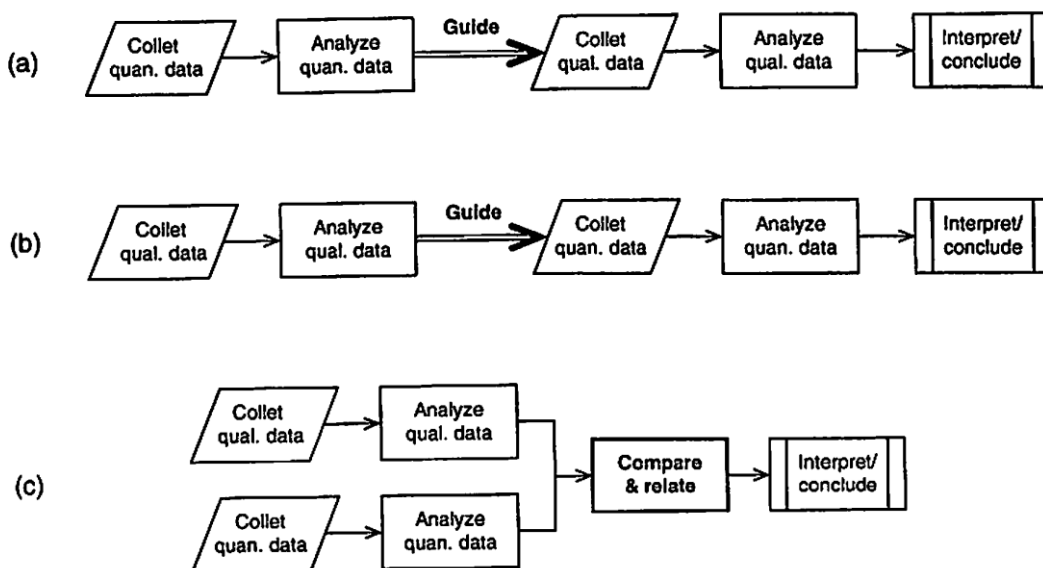 (a)
Collet
quan. data
Analyze
quan. data
Guide
Collet
qual. data
Analyze
qual. data
Interpret/
conclude
(b)
Collet
qual. data
Analyze
qual. data
Guide
Collet
quan. data
Analyze
quan. data
Interpret/
conclude
(c)
Collet
qual. data
Analyze
qual. data
Collet
quan. data
Analyze
quan. data
Compare
& relate
Interpret/
conclude